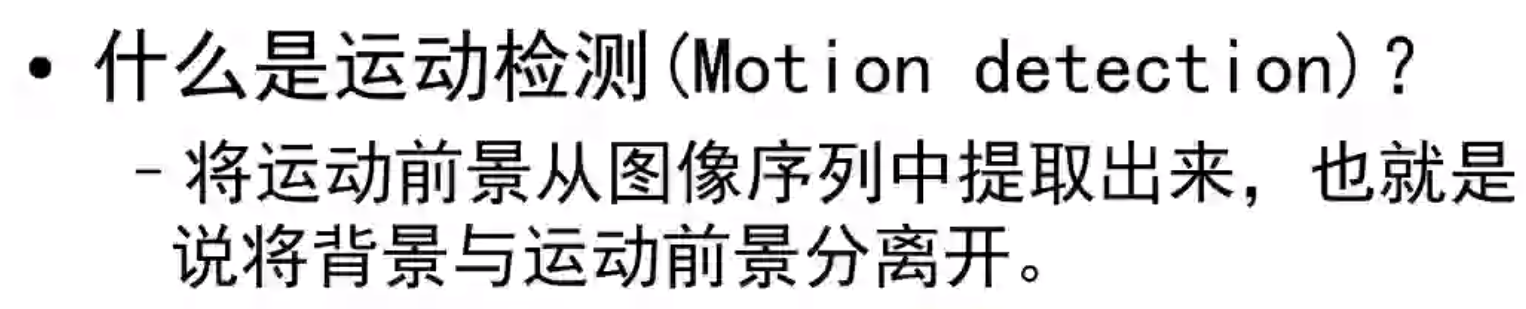 • 什么是运动检测(Motion detection)?
- 将运动前景从图像序列中提取出来，也就是
说将背景与运动前景分离开。